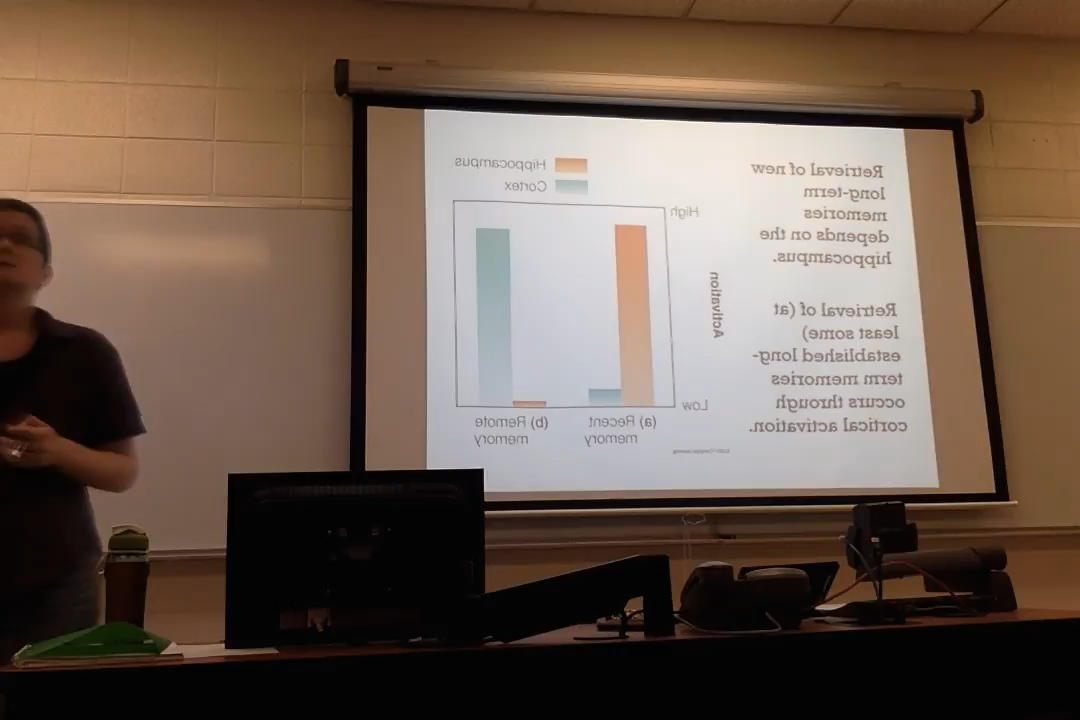 Retrieval of new
long-term
memories
depends on the
hippocampus.
Retrieval of (at
least some)
established long-
term memories
occurs through
cortical activation.
Hippocampus
Cortex
High
Activation
Low
(a) Recent
memory
(b) Remote
memory